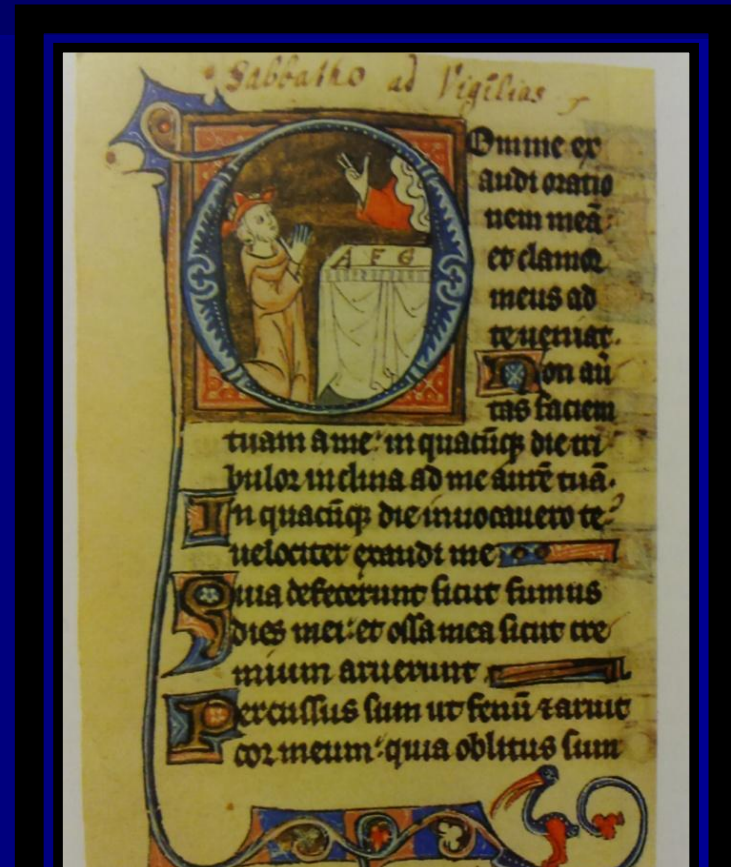 Sabbatho ad Vigilias
Domine ex
audi oratio
nem meā
et clamor
meus ad
te ueniat.
A F G
Non au
tas faciem
tuam a me: in quacūq; die tri
bulor inclina ad me aurē tuā.
In quacūq; die inuocauero te:
uelociter exaudi me
Quia defecerunt sicut fumus
dies mei: et ossa mea sicut cre
mium aruerunt
Percussus sum ut fenū ⁊ aruit
cor meum: quia oblitus sum